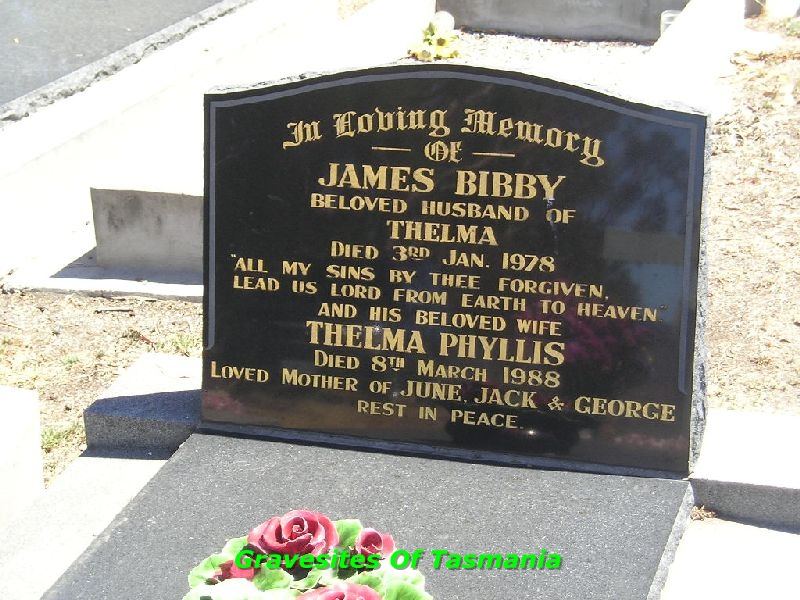 In Loving Memory
OF
JAMES BIBBY
BELOVED HUSBAND OF
THELMA
DIED 3RD JAN. 1978
"ALL MY SINS BY THEE FORGIVEN,
LEAD US LORD FROM EARTH TO HEAVEN."
AND HIS BELOVED WIFE
THELMA PHYLLIS
DIED 8TH MARCH 1988
LOVED MOTHER OF JUNE, JACK & GEORGE
REST IN PEACE.
Gravesites Of Tasmania